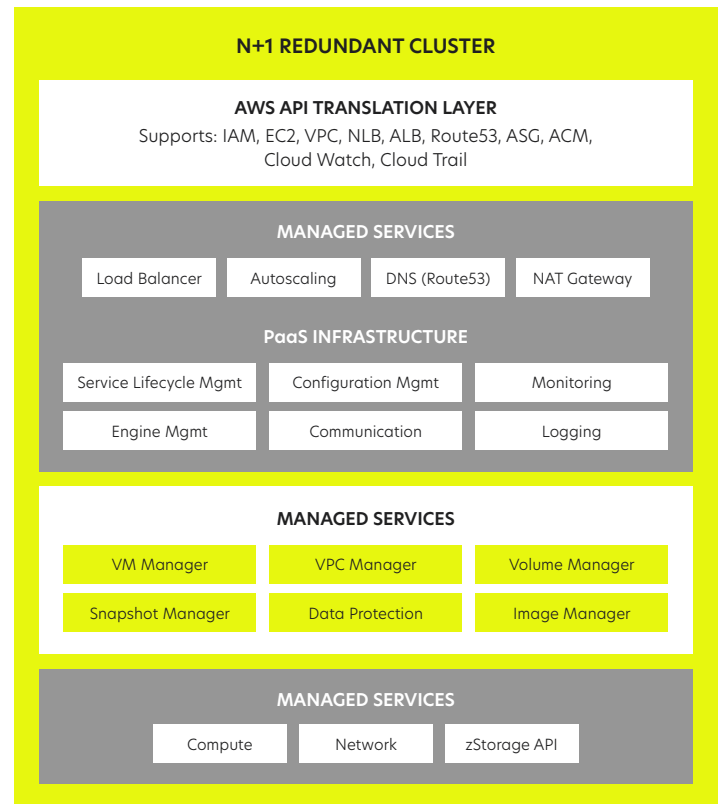 N+1 REDUNDANT CLUSTER
AWS API TRANSLATION LAYER
Supports: IAM, EC2, VPC, NLB, ALB, Route53, ASG, ACM,
Cloud Watch, Cloud Trail
MANAGED SERVICES
Load Balancer
Autoscaling
DNS (Route53)
NAT Gateway
PaaS INFRASTRUCTURE
Service Lifecycle Mgmt
Configuration Mgmt
Monitoring
Engine Mgmt
Communication
Logging
MANAGED SERVICES
VM Manager
VPC Manager
Volume Manager
Snapshot Manager
Data Protection
Image Manager
MANAGED SERVICES
Compute
Network
zStorage API